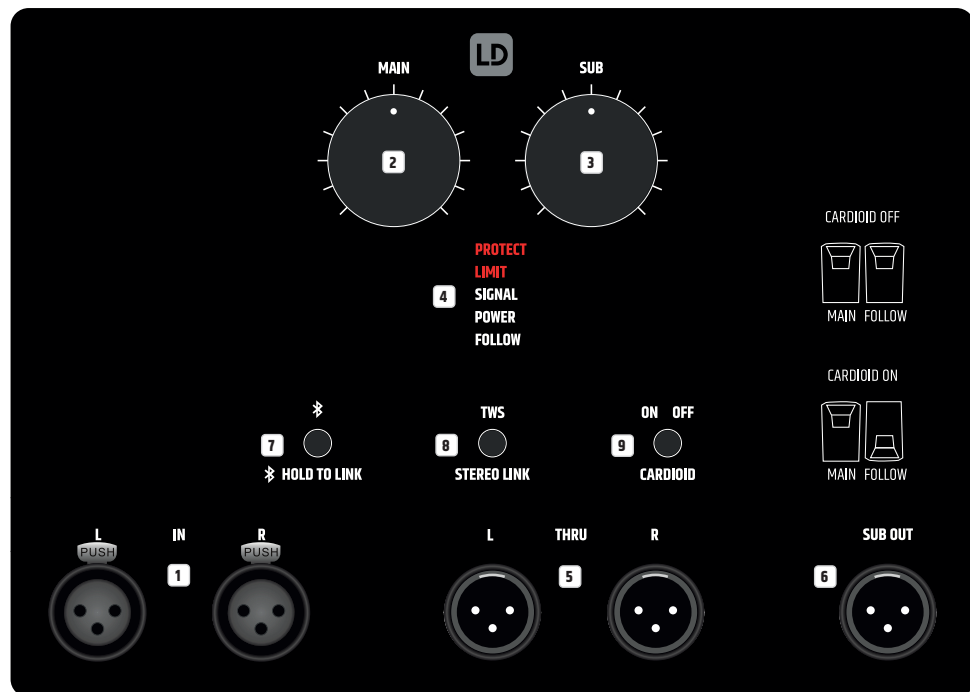 LD
MAIN
SUB
2
3
CARDIOID OFF
PROTECT
LIMIT
4
SIGNAL
POWER
FOLLOW
MAIN FOLLOW
CARDIOID ON
MAIN FOLLOW
TWS
ON OFF
7
8
9
HOLD TO LINK
STEREO LINK
CARDIOID
L IN R
PUSH
PUSH
1
L THRU R
5
SUB OUT
6